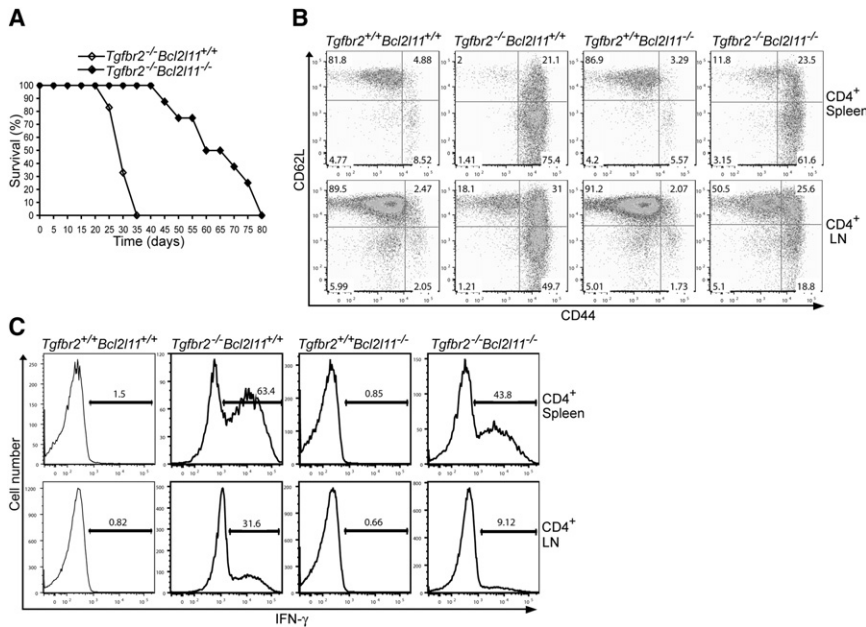 A
Tgfbr2-/-Bcl2l11+/+
Tgfbr2-/-Bcl2l11-/-
Survival (%)
100
90
80
70
60
50
40
30
20
10
0
0 5 10 15 20 25 30 35 40 45 50 55 60 65 70 75 80
Time (days)
B
Tgfbr2+/+Bcl2l11+/+ Tgfbr2-/-Bcl2l11+/+ Tgfbr2+/+Bcl2l11-/- Tgfbr2-/-Bcl2l11-/-
81.8 4.88 2 21.1 86.9 3.29 11.8 23.5
CD4+
Spleen
4.77 8.52 1.41 75.4 4.2 5.57 3.15 61.6
CD62L
89.5 2.47 18.1 31 91.2 2.07 50.5 25.6
CD4+
LN
5.99 2.05 1.21 49.7 5.01 1.73 5.1 18.8
CD44
C
Tgfbr2+/+Bcl2l11+/+ Tgfbr2-/-Bcl2l11+/+ Tgfbr2+/+Bcl2l11-/- Tgfbr2-/-Bcl2l11-/-
1.5 63.4 0.85 43.8
CD4+
Spleen
Cell number
0.82 31.6 0.66 9.12
CD4+
LN
IFN-γ